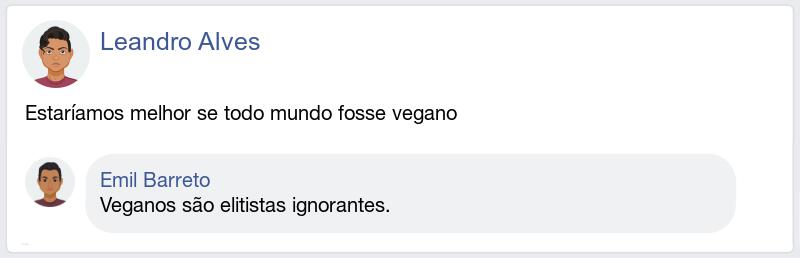 Leandro Alves
Estaríamos melhor se todo mundo fosse vegano
Emil Barreto
Veganos são elitistas ignorantes.